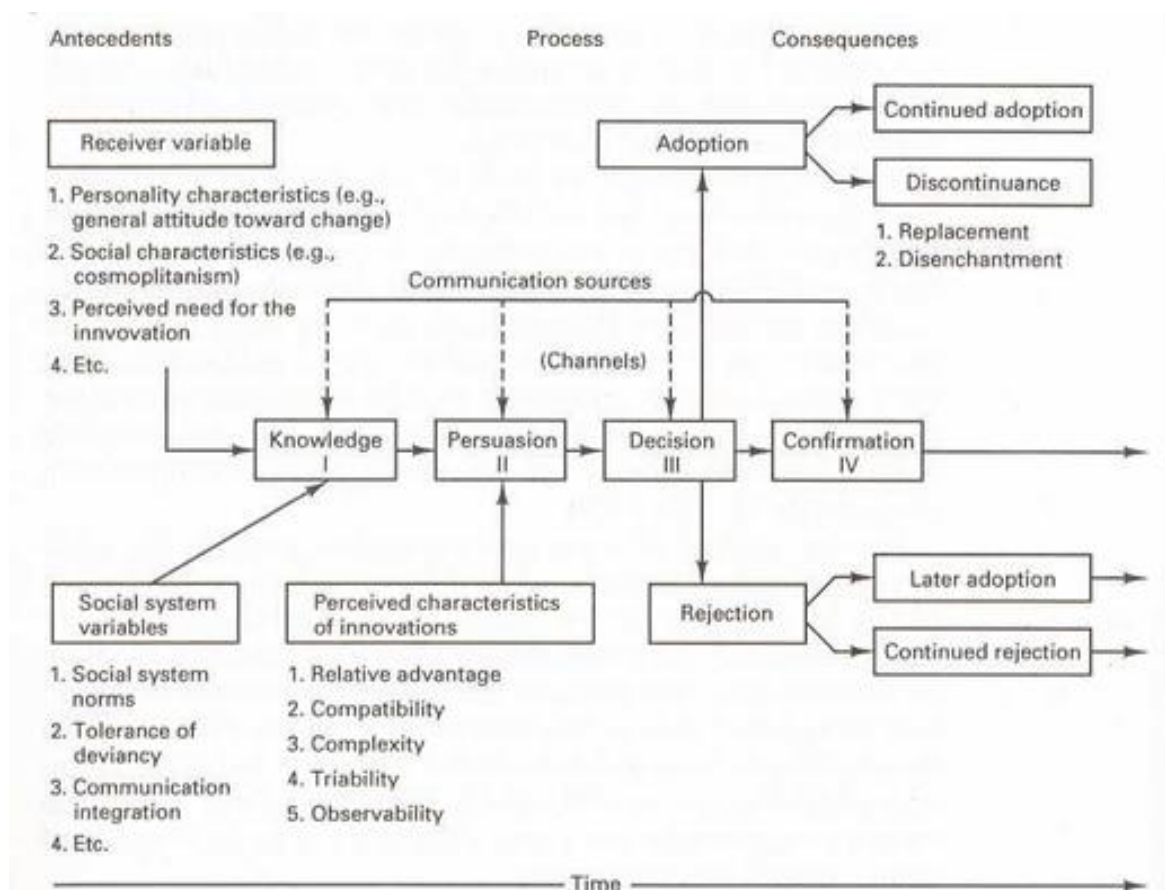 Antecedents
Process
Consequences
Receiver variable
1. Personality characteristics (e.g.,
general attitude toward change)
2. Social characteristics (e.g.,
cosmoplitanism)
3. Perceived need for the
innvovation
4. Etc.
Adoption
Continued adoption
Discontinuance
1. Replacement
2. Disenchantment
Communication sources
(Channels)
Knowledge
I
Persuasion
II
Decision
III
Confirmation
IV
Social system
variables
1. Social system
norms
2. Tolerance of
deviancy
3. Communication
integration
4. Etc.
Perceived characteristics
of innovations
1. Relative advantage
2. Compatibility
3. Complexity
4. Triability
5. Observability
Rejection
Later adoption
Continued rejection
Time